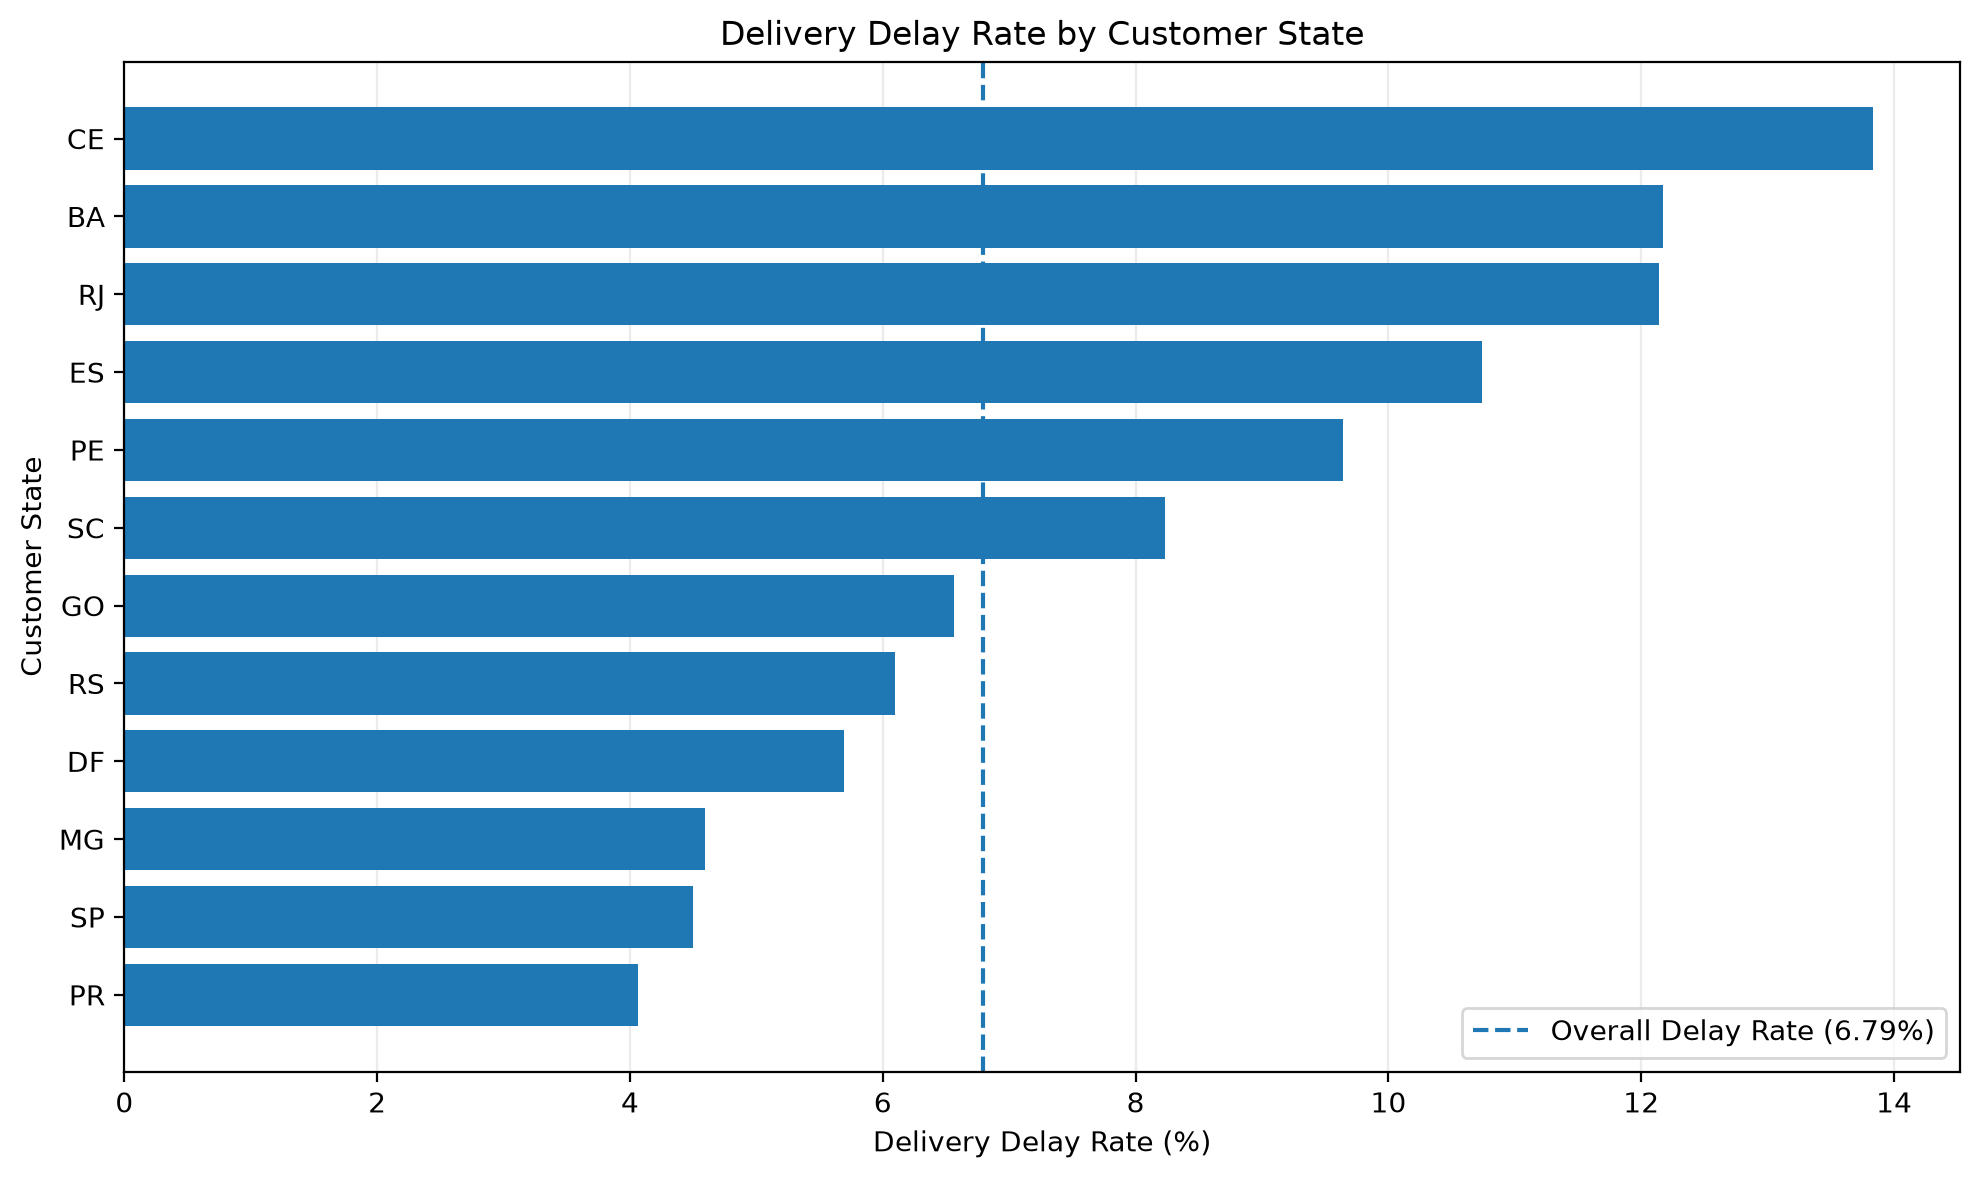 Delivery Delay Rate by Customer State
Customer State
CE
BA
RJ
ES
PE
SC
GO
RS
DF
MG
SP
PR
Overall Delay Rate (6.79%)
0 2 4 6 8 10 12 14
Delivery Delay Rate (%)